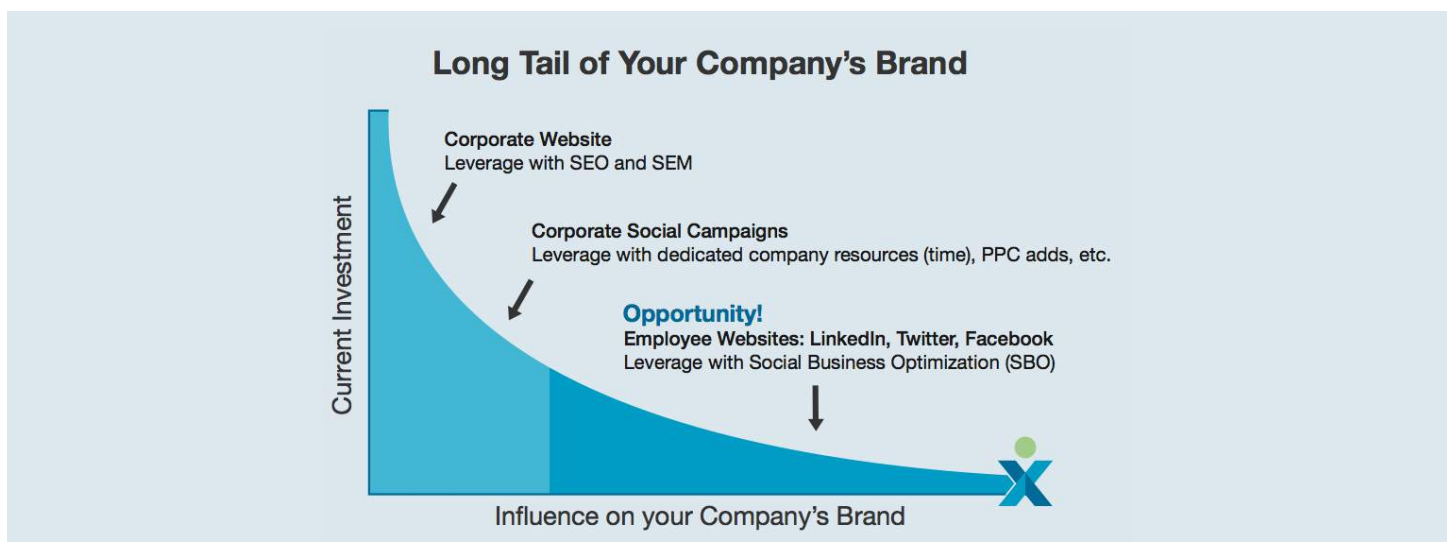 Long Tail of Your Company's Brand
Corporate Website
Leverage with SEO and SEM
Corporate Social Campaigns
Leverage with dedicated company resources (time), PPC adds, etc.
Opportunity!
Employee Websites: LinkedIn, Twitter, Facebook
Leverage with Social Business Optimization (SBO)
Current Investment
Influence on your Company's Brand